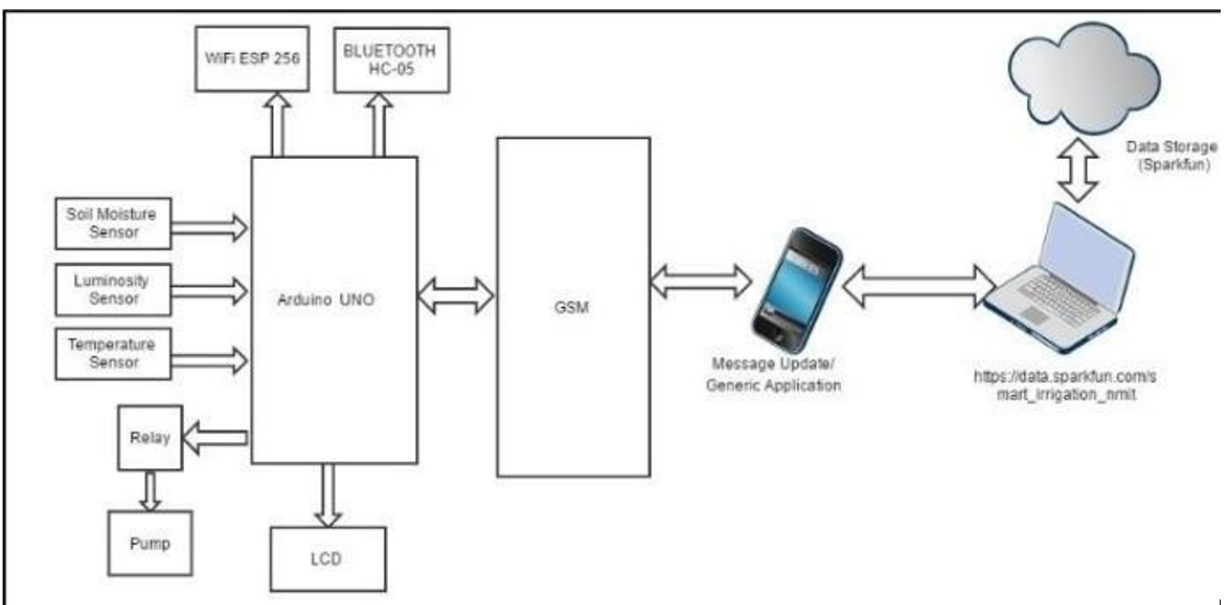 WiFi ESP 256
BLUETOOTH
HC-05
Data Storage
(Sparkfun)
Soil Moisture
Sensor
Luminosity
Sensor
Temperature
Sensor
Arduino UNO
GSM
Message Update/
Generic Application
https://data.sparkfun.com/s
mart_irrigation_nmit
Relay
Pump
LCD